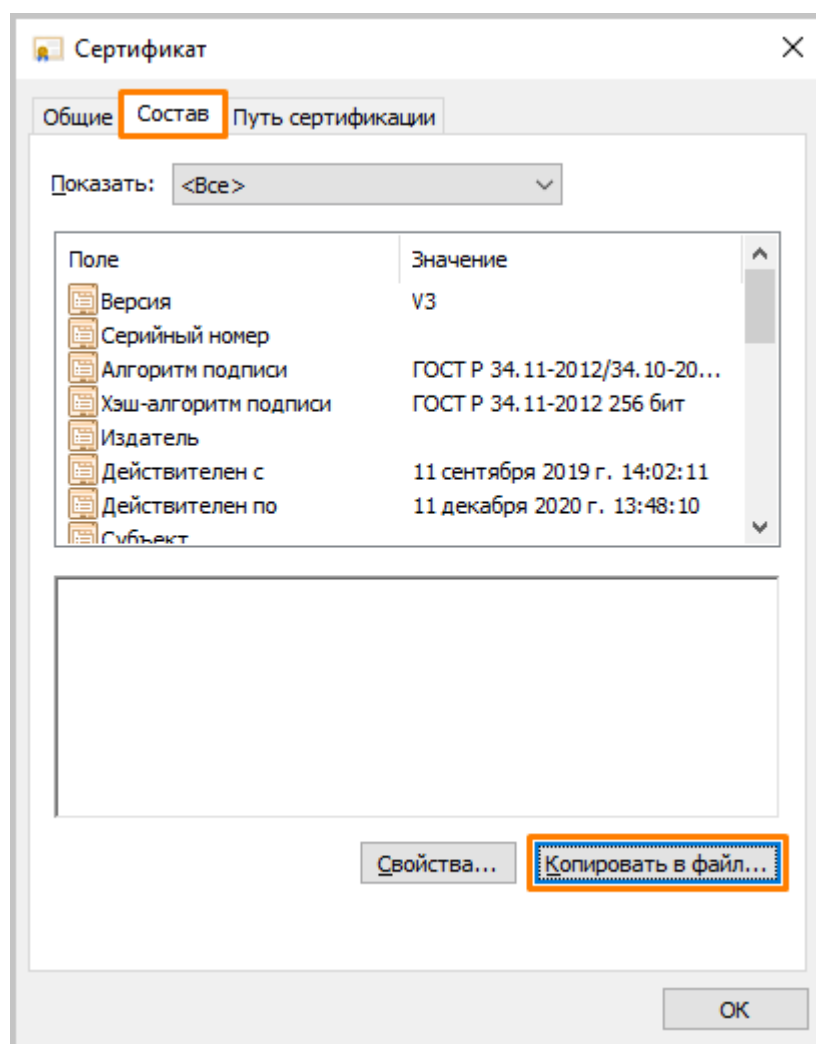 Сертификат
Общие Состав Путь сертификации
Показать: <Все>
Поле Значение
Версия V3
Серийный номер
Алгоритм подписи ГОСТ Р 34.11-2012/34.10-20...
Хэш-алгоритм подписи ГОСТ Р 34.11-2012 256 бит
Издатель
Действителен с 11 сентября 2019 г. 14:02:11
Действителен по 11 декабря 2020 г. 13:48:10
Субъект
Свойства... Копировать в файл...
ОК